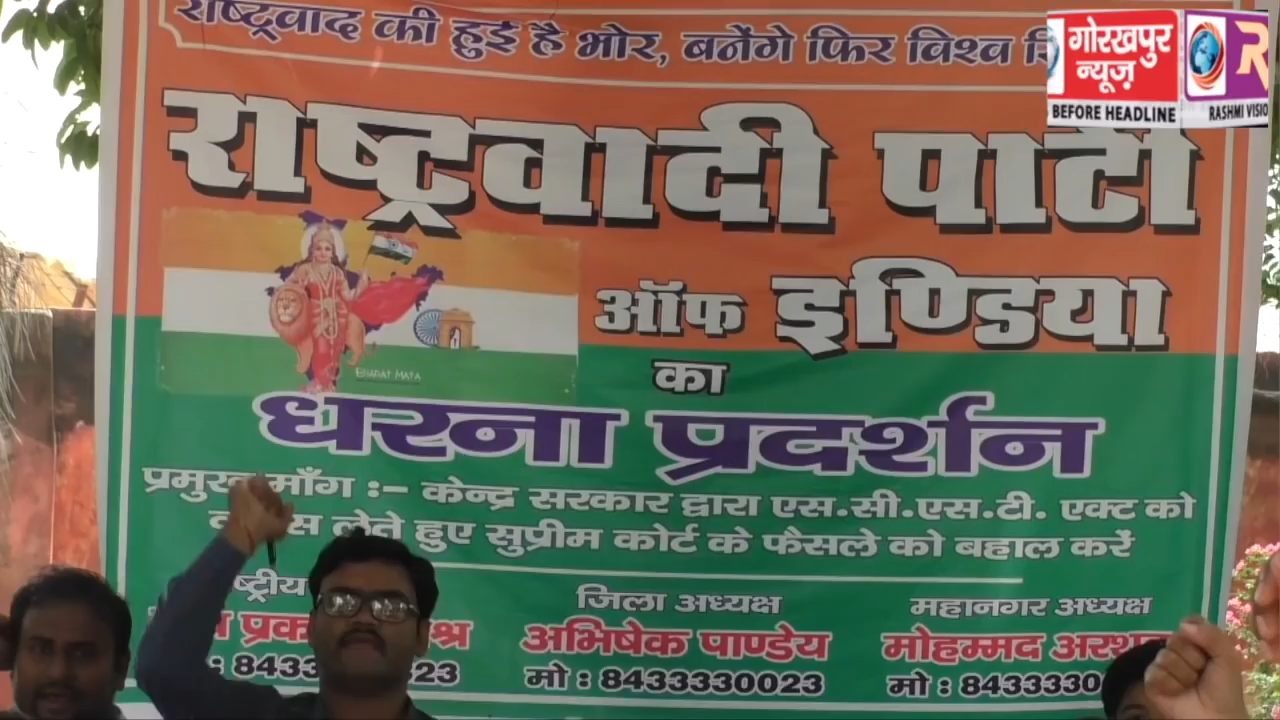 राष्ट्रवाद की हुई है भोर, बनेंगे फिर विश्व
गोरखपुर
न्यूज़
BEFORE HEADLINE
R
RASHMI VISIO
राष्ट्रवादी पार्टी
ऑफ इण्डिया
का
BHARAT MATA
धरना प्रदर्शन
प्रमुख माँग :– केन्द्र सरकार द्वारा एस.सी.एस.टी. एक्ट को
लेते हुए सुप्रीम कोर्ट के फैसले को बहाल करें
जिला अध्यक्ष महानगर अध्यक्ष
अभिषेक पाण्डेय मोहम्मद
मो : 8433330023 मो :